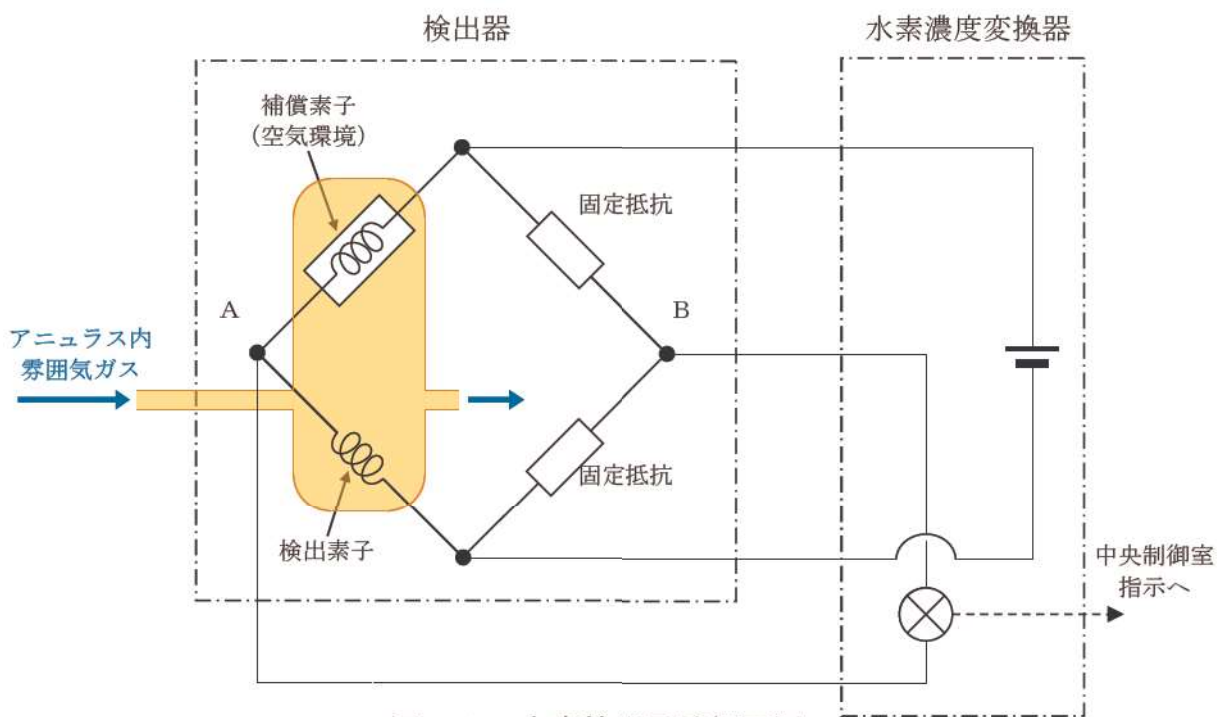 検出器
水素濃度変換器
補償素子
(空気環境)
固定抵抗
A
B
アニュラス内
雰囲気ガス
固定抵抗
検出素子
中央制御室
指示へ